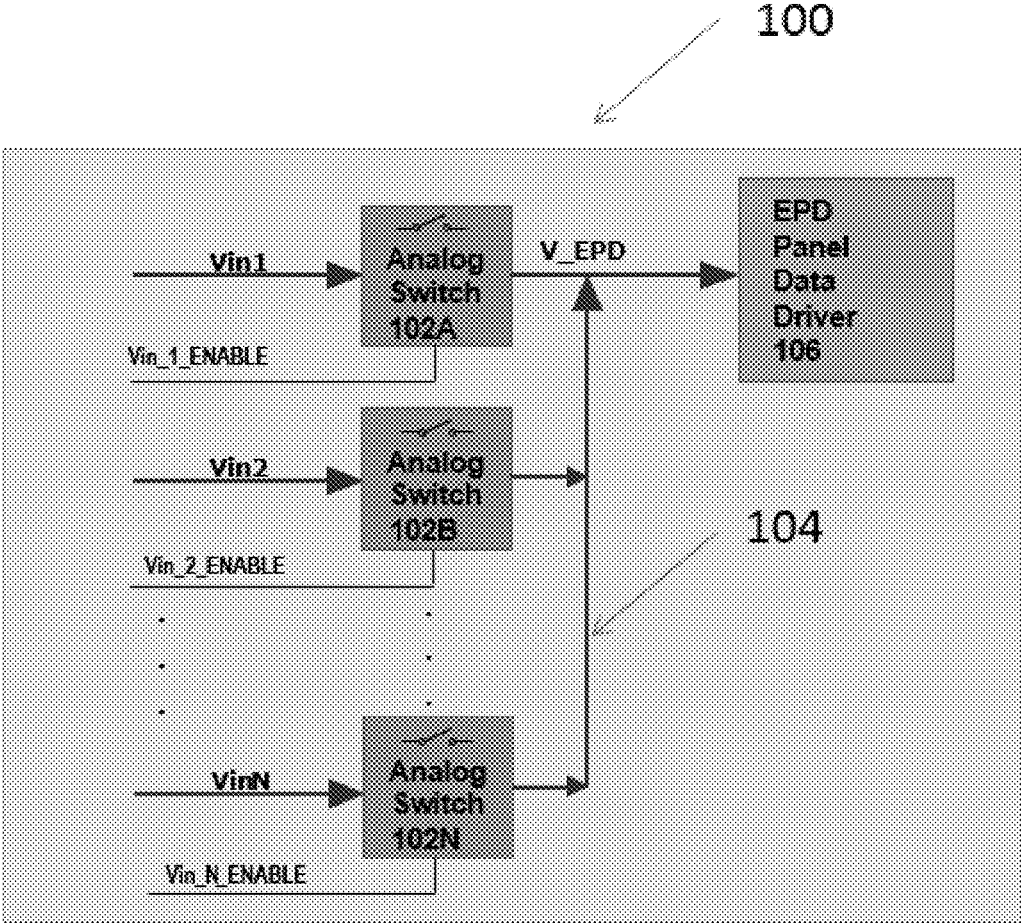 100
EPD
Panel
Data
Driver
106
Vin1
Analog
Switch
102A
V_EPD
Vin_1_ENABLE
Vin2
Analog
Switch
102B
104
Vin_2_ENABLE
VinN
Analog
Switch
102N
Vin_N_ENABLE